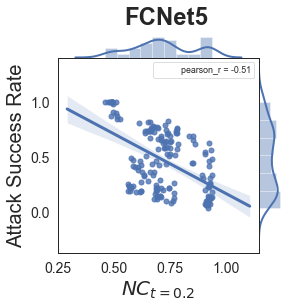 FCNet5
pearson_r = -0.51
Attack Success Rate
1.0
0.5
0.0
0.25 0.50 0.75 1.00
NC_{t=0.2}